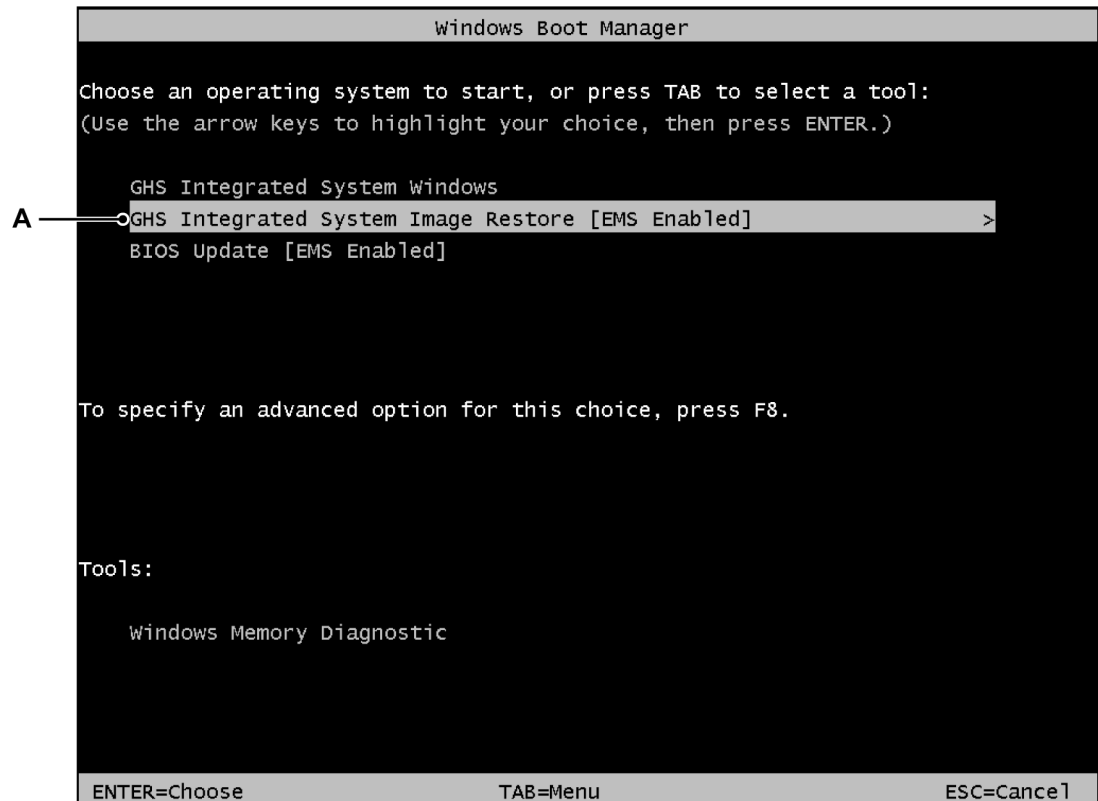 Windows Boot Manager
Choose an operating system to start, or press TAB to select a tool:
(Use the arrow keys to highlight your choice, then press ENTER.)
GHS Integrated System Windows
A
GHS Integrated System Image Restore [EMS Enabled] >
BIOS Update [EMS Enabled]
To specify an advanced option for this choice, press F8.
Tools:
Windows Memory Diagnostic
ENTER=Choose TAB=Menu ESC=Cancel